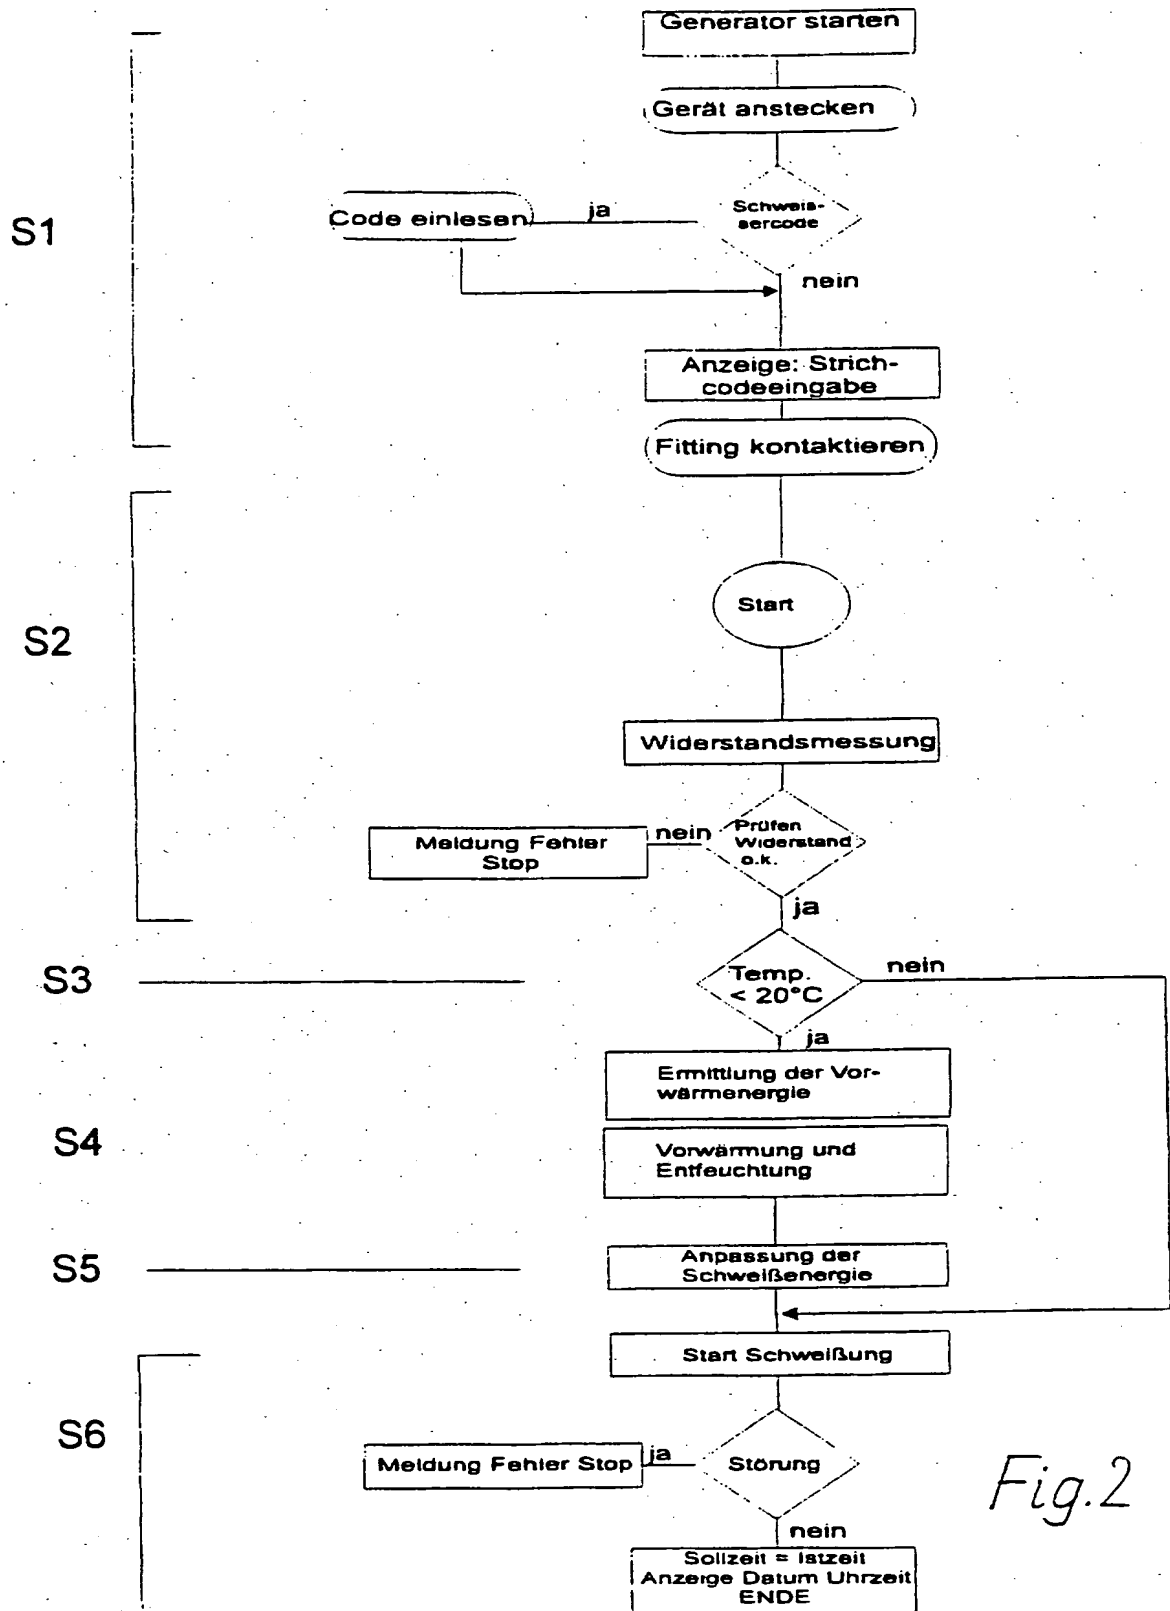 Generator starten
Gerät anstecken
Schweis-
sercode
ja
Code einlesen
nein
S1
Anzeige: Strich-
codeeingabe
Fitting kontaktieren
Start
S2
Widerstandsmessung
Prüfen
Widerstand
o.k.
nein
Meldung Fehler
Stop
ja
S3
Temp.
< 20°C
nein
ja
Ermittlung der Vor-
wärmenergie
S4
Vorwärmung und
Entfeuchtung
S5
Anpassung der
Schweißenergie
Start Schweißung
S6
Störung
ja
Meldung Fehler Stop
nein
Sollzeit = Istzeit
Anzerge Datum Uhrzeit
ENDE
Fig.2